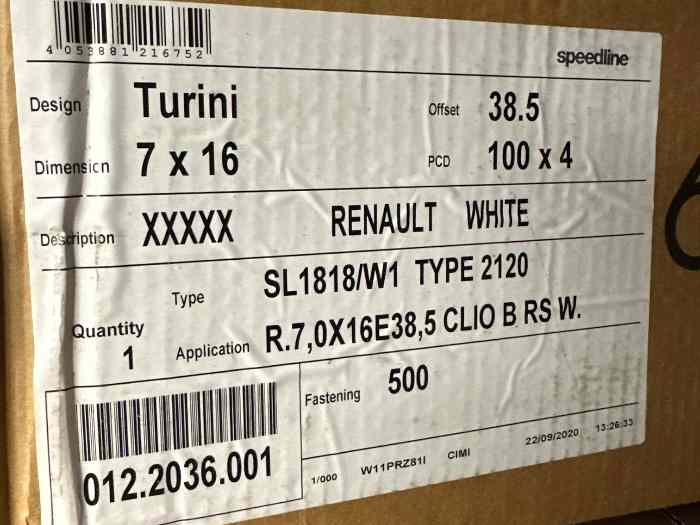 4 053881 216752
speedline
Design Turini Offset 38.5
Dimension 7 x 16 PCD 100 x 4
Description XXXXX RENAULT WHITE
Type SL1818/W1 TYPE 2120
Quantity 1 Application R.7,0X16E38,5 CLIO B RS W.
Fastening 500
012.2036.001
1/000 W11PRZ81I CIMI 22/09/2020 13:26:33